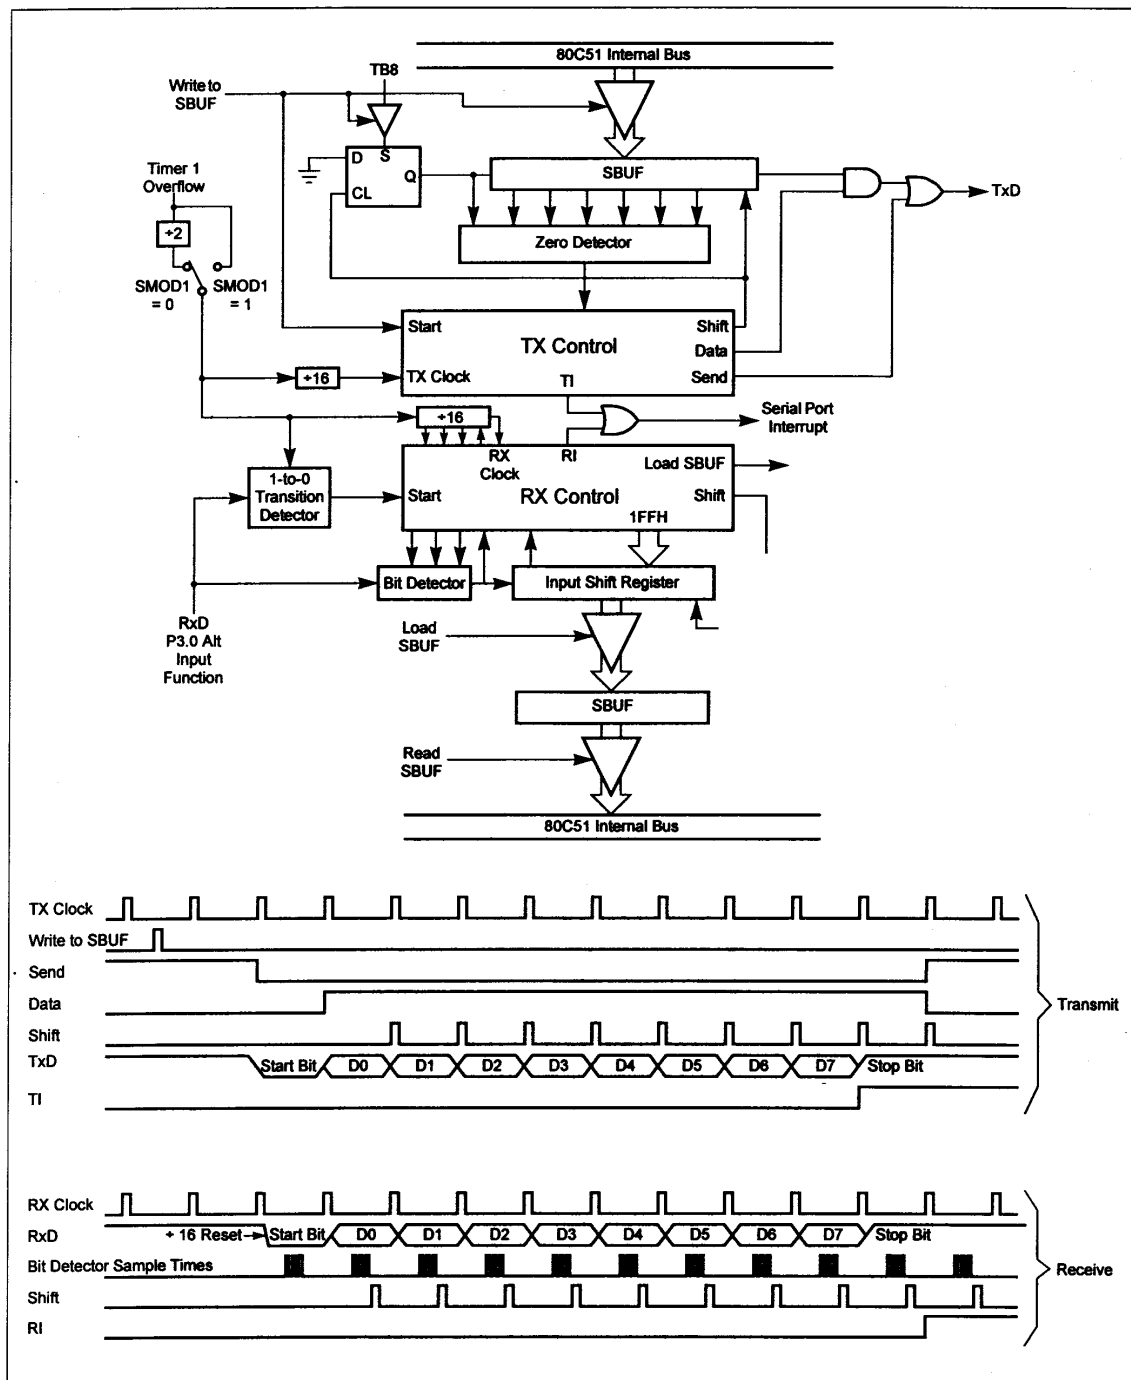 80C51 Internal Bus
TB8
Write to
SBUF
D
S
Q
CL
SBUF
TxD
Timer 1
Overflow
÷2
SMOD1
= 0
SMOD1
= 1
Zero Detector
Start
Shift
TX Control
Data
TX Clock
TI
Send
÷16
÷16
Serial Port
Interrupt
RX
Clock
RI
Load SBUF
1-to-0
Transition
Detector
Start
RX Control
Shift
1FFH
Bit Detector
Input Shift Register
RxD
P3.0 Alt
Input
Function
Load
SBUF
SBUF
Read
SBUF
80C51 Internal Bus
TX Clock
Write to SBUF
Send
Data
Transmit
Shift
TxD
Start Bit D0 D1 D2 D3 D4 D5 D6 D7 Stop Bit
TI
RX Clock
RxD
÷ 16 Reset Start Bit D0 D1 D2 D3 D4 D5 D6 D7 Stop Bit
Bit Detector Sample Times
Receive
Shift
RI